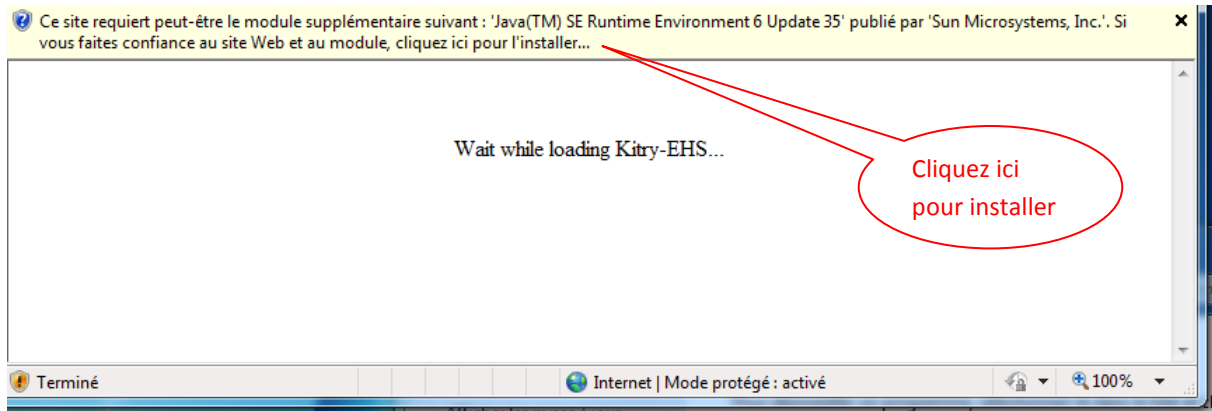 Ce site requiert peut-être le module supplémentaire suivant : 'Java(TM) SE Runtime Environment 6 Update 35' publié par 'Sun Microsystems, Inc.'. Si
vous faites confiance au site Web et au module, cliquez ici pour l'installer...
Wait while loading Kitry-EHS...
Cliquez ici
pour installer
Terminé
Internet | Mode protégé : activé
100%